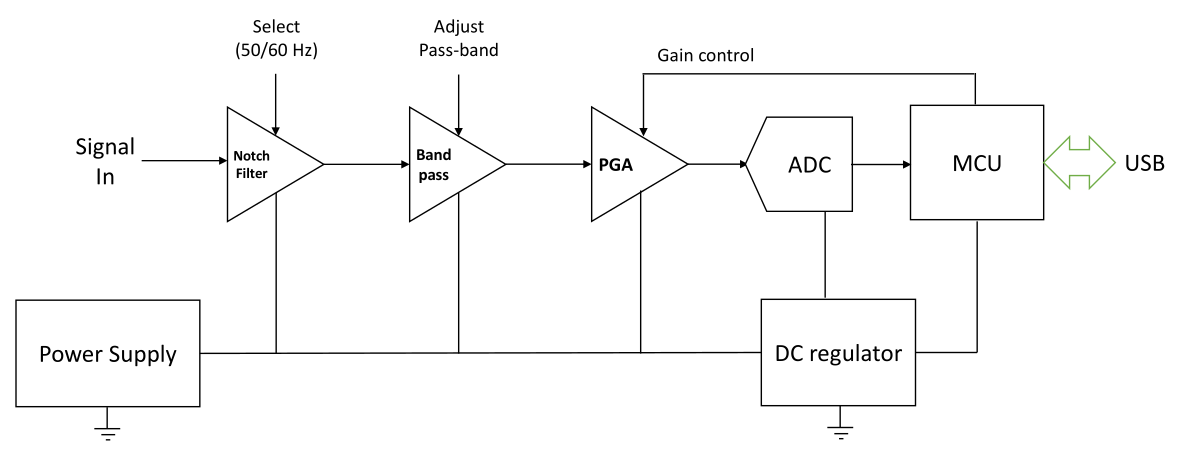 Select
(50/60 Hz)
Adjust
Pass-band
Gain control
Signal
In
Notch
Filter
Band
pass
PGA
ADC
MCU
USB
Power Supply
DC regulator